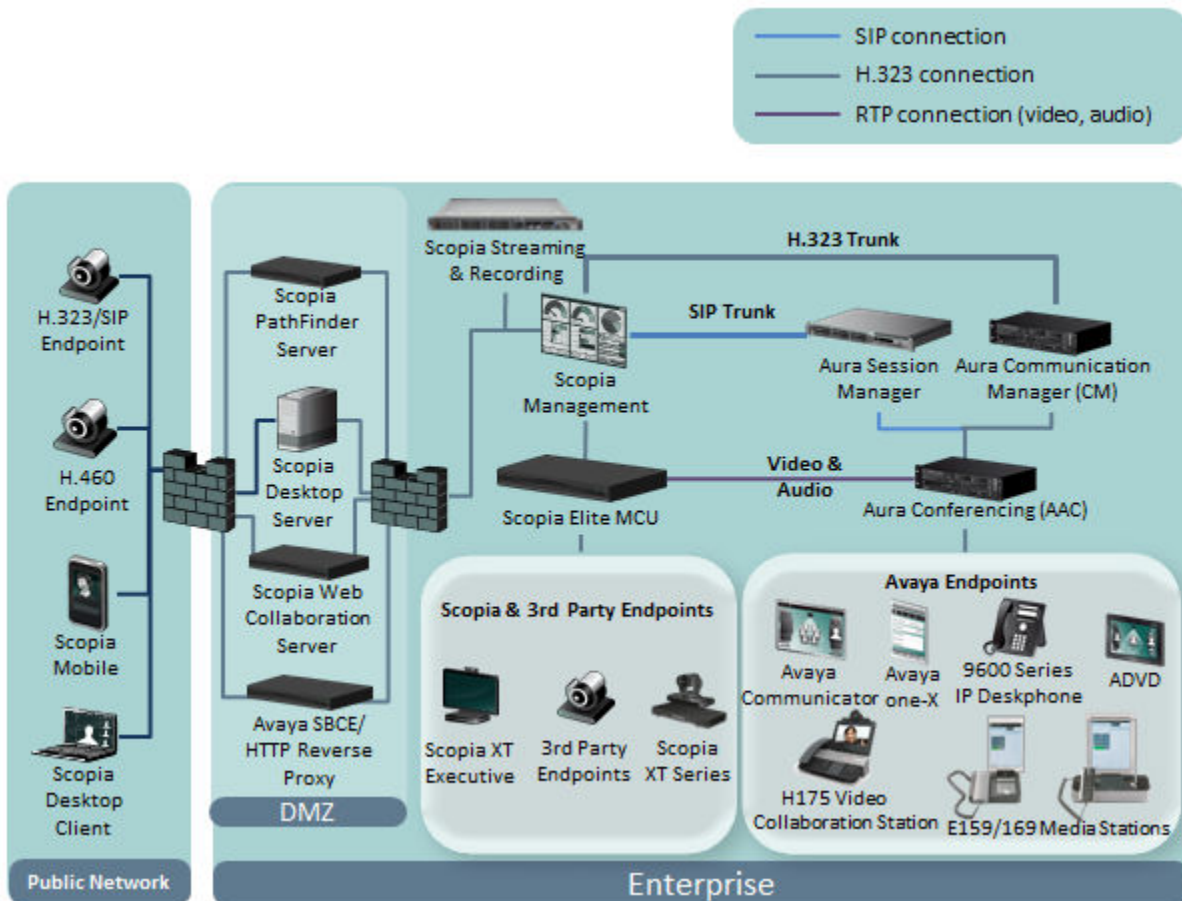 SIP connection
H.323 connection
RTP connection (video, audio)
H.323/SIP
Endpoint
H.460
Endpoint
Scopia
Mobile
Scopia
Desktop
Client
Public Network
Scopia
PathFinder
Server
Scopia
Desktop
Server
Scopia Web
Collaboration
Server
Avaya SBCE/
HTTP Reverse
Proxy
DMZ
Scopia Streaming
& Recording
H.323 Trunk
SIP Trunk
Scopia
Management
Aura Session
Manager
Aura Communication
Manager (CM)
Video &
Audio
Scopia Elite MCU
Aura Conferencing (AAC)
Scopia & 3rd Party Endpoints
Scopia XT
Executive
3rd Party
Endpoints
Scopia
XT Series
Avaya Endpoints
Avaya
Communicator
Avaya
one-X
9600 Series
IP Deskphone
ADVD
H175 Video
Collaboration Station
E159/169 Media Stations
Enterprise